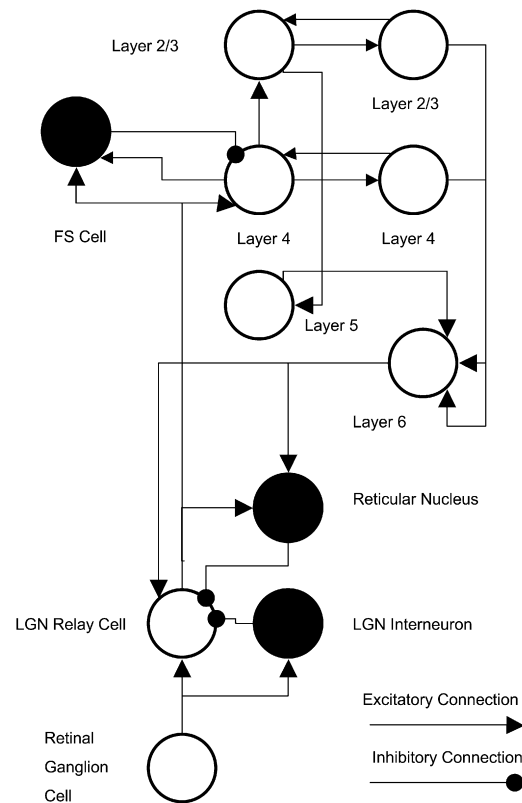 Layer 2/3
Layer 2/3
FS Cell
Layer 4
Layer 4
Layer 5
Layer 6
Reticular Nucleus
LGN Relay Cell
LGN Interneuron
Excitatory Connection
Retinal
Ganglion
Cell
Inhibitory Connection